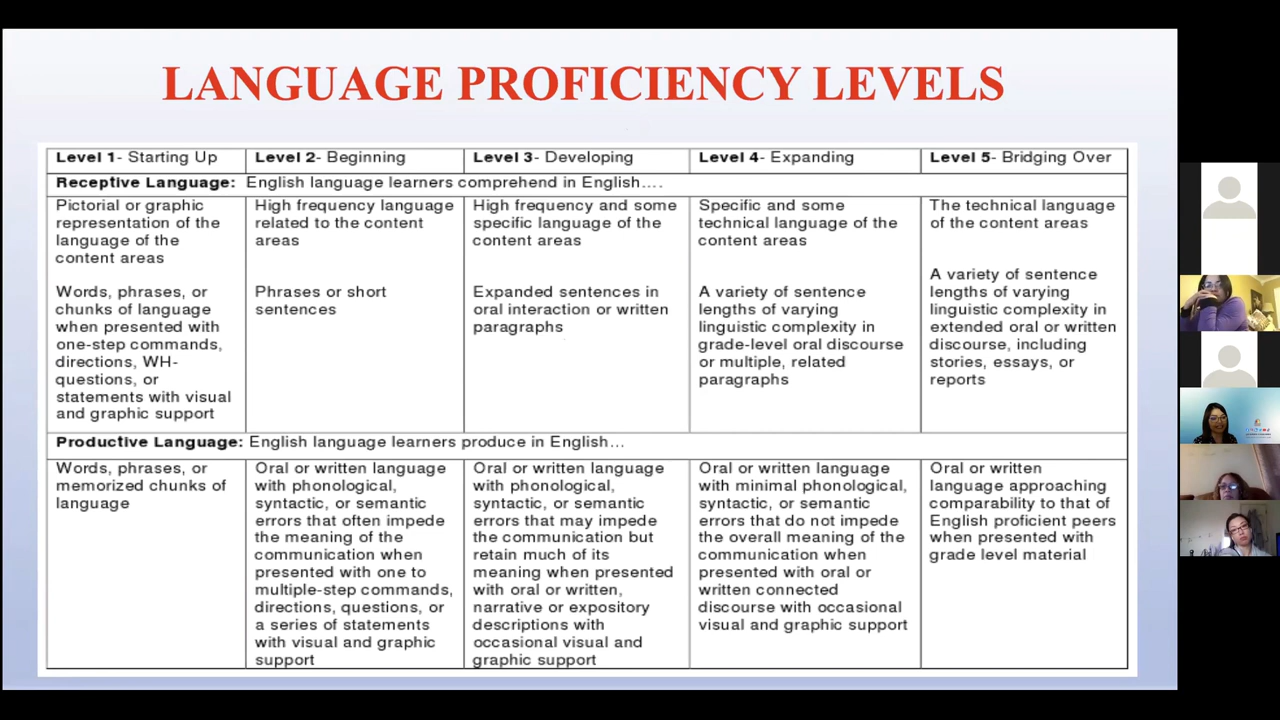 LANGUAGE PROFICIENCY LEVELS
Level 1- Starting Up
Level 2- Beginning
Level 3- Developing
Level 4- Expanding
Level 5- Bridging Over
Receptive Language: English language learners comprehend in English….
Pictorial or graphic
representation of the
language of the
content areas
Words, phrases, or
chunks of language
when presented with
one-step commands,
directions, WH-
questions, or
statements with visual
and graphic support
High frequency language
related to the content
areas
Phrases or short
sentences
High frequency and some
specific language of the
content areas
Expanded sentences in
oral interaction or written
paragraphs
Specific and some
technical language of the
content areas
A variety of sentence
lengths of varying
linguistic complexity in
grade-level oral discourse
or multiple, related
paragraphs
The technical language
of the content areas
A variety of sentence
lengths of varying
linguistic complexity in
extended oral or written
discourse, including
stories, essays, or
reports
Productive Language: English language learners produce in English…
Words, phrases, or
memorized chunks of
language
Oral or written language
with phonological,
syntactic, or semantic
errors that often impede
the meaning of the
communication when
presented with one to
multiple-step commands,
directions, questions, or
a series of statements
with visual and graphic
support
Oral or written language
with phonological,
syntactic, or semantic
errors that may impede
the communication but
retain much of its
meaning when presented
with oral or written,
narrative or expository
descriptions with
occasional visual and
graphic support
Oral or written language
with minimal phonological,
syntactic, or semantic
errors that do not impede
the overall meaning of the
communication when
presented with oral or
written connected
discourse with occasional
visual and graphic support
Oral or written
language approaching
comparability to that of
English proficient peers
when presented with
grade level material